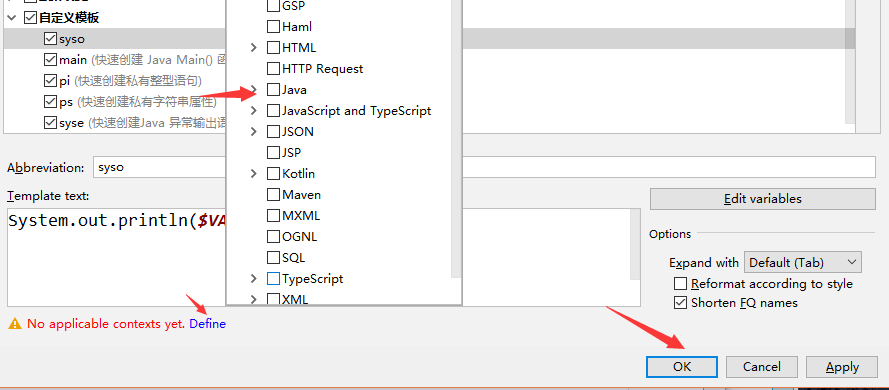 GSP
自定义模板
Haml
syso
HTML
main (快速创建 Java Main() 函
HTTP Request
pi (快速创建私有整型语句)
Java
ps (快速创建私有字符串属性)
JavaScript and TypeScript
syse (快速创建Java 异常输出语
JSON
JSP
Abbreviation:
syso
Kotlin
Template text:
Maven
Edit variables
System.out.println($VA
MXML
OGNL
Options
SQL
Expand with
Default (Tab)
TypeScript
Reformat according to style
XML
Shorten FQ names
No applicable contexts yet. Define
OK
Cancel
Apply